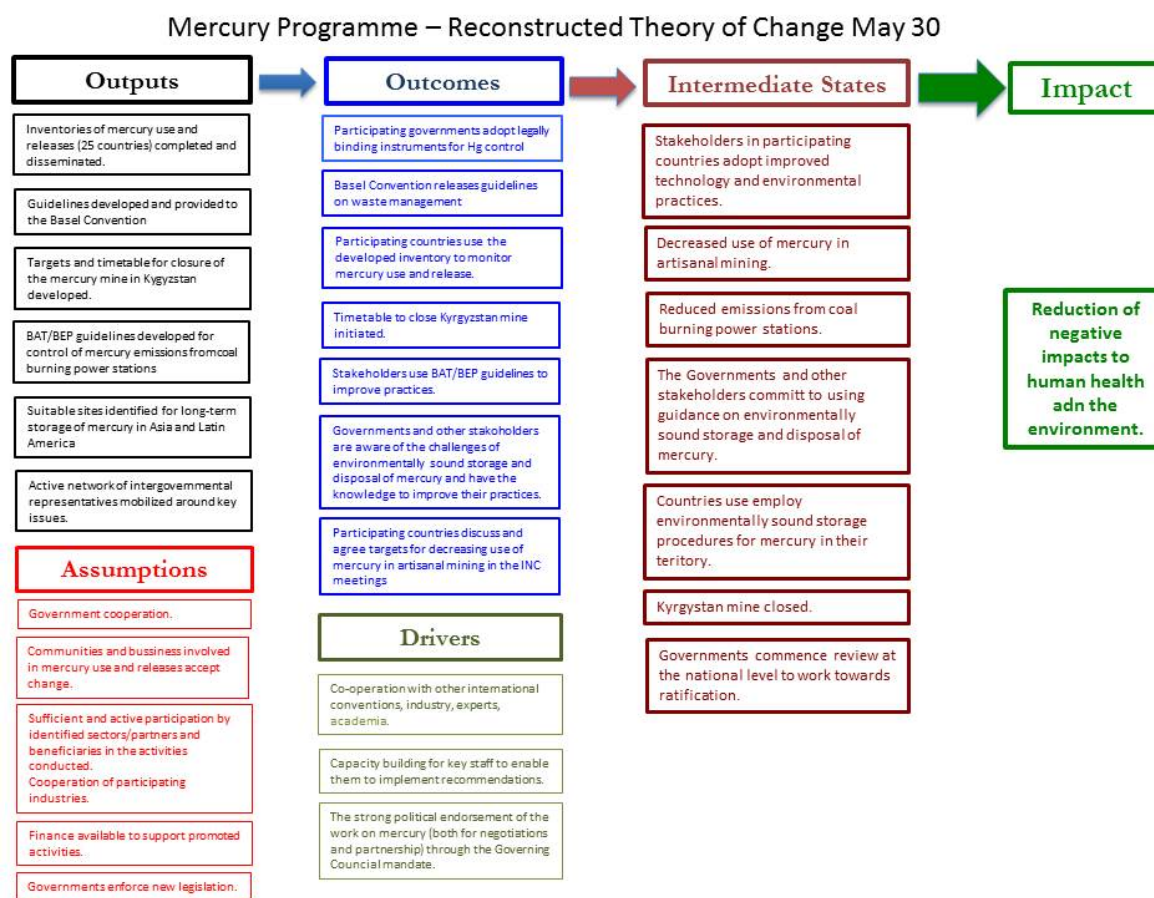 Mercury Programme – Reconstructed Theory of Change May 30
Outputs
Inventories of mercury use and
releases (25 countries) completed and
disseminated.
Guidelines developed and provided to
the Basel Convention
Targets and timetable for closure of
the mercury mine in Kygyzstan
developed.
BAT/BEP guidelines developed for
control of mercury emissions from coal
burning power stations
Suitable sites identified for long-term
storage of mercury in Asia and Latin
America
Active network of intergovernmental
representatives mobilized around key
issues.
Assumptions
Government cooperation.
Communities and bussiness involved
in mercury use and releases accept
change.
Sufficient and active participation by
identified sectors/partners and
beneficiaries in the activities
conducted.
Cooperation of participating
industries.
Finance available to support promoted
activities.
Governments enforce new legislation.
Outcomes
Participating governments adopt legally
binding instruments for Hg control
Basel Convention releases guidelines
on waste management
Participating countries use the
developed inventory to monitor
mercury use and release.
Timetable to close Kyrgyzstan mine
initiated.
Stakeholders use BAT/BEP guidelines to
improve practices.
Governments and other stakoholders
are aware of the challenges of
environmentally sound storage and
disposal of mercury and have the
knowledge to improve their practices.
Participating countries discuss and
agree targets for decreasing use of
mercury in artisanal mining in the INC
meetings
Drivers
Co-operation with other international
conventions, industry, experts,
academia.
Capacity building for key staff to enable
them to implement recommendations.
The strong political endorsement of the
work on mercury (both for negotiations
and partnership) through the Governing
Councial mandate.
Intermediate States
Stakeholders in participating
countries adopt improved
technology and environmental
practices.
Decreased use of mercury in
artisanal mining.
Reduced emissions from coal
burning power stations.
The Governments and other
stakeholders committ to using
guidance on environmentally
sound storage and disposal of
mercury.
Countries use employ
environmentally sound storage
procedures for mercury in their
teritory.
Kyrgystan mine closed.
Governments commence review at
the national level to work towards
ratification.
Impact
Reduction of
negative
impacts to
human health
adn the
environment.